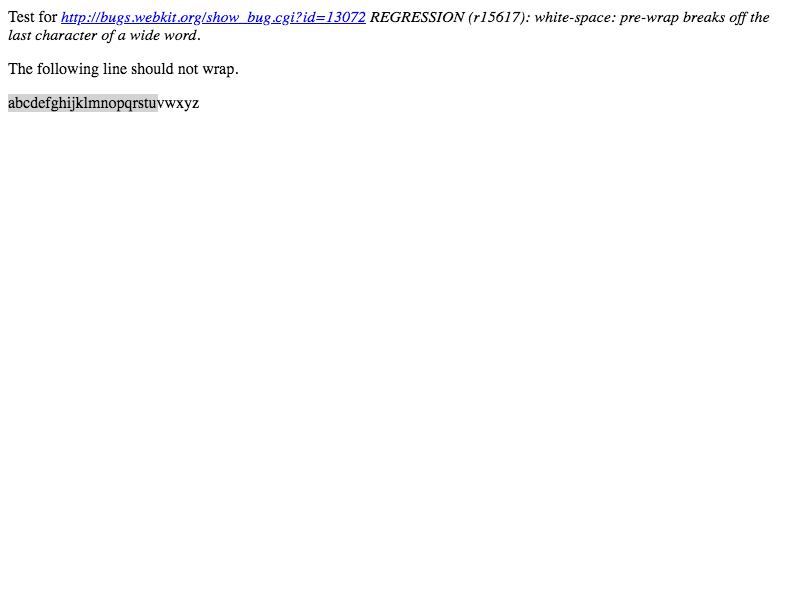 Test for http://bugs.webkit.org/show_bug.cgi?id=13072 REGRESSION (r15617): white-space: pre-wrap breaks off the
last character of a wide word.
The following line should not wrap.
abcdefghijklmnopqrstuvwxyz